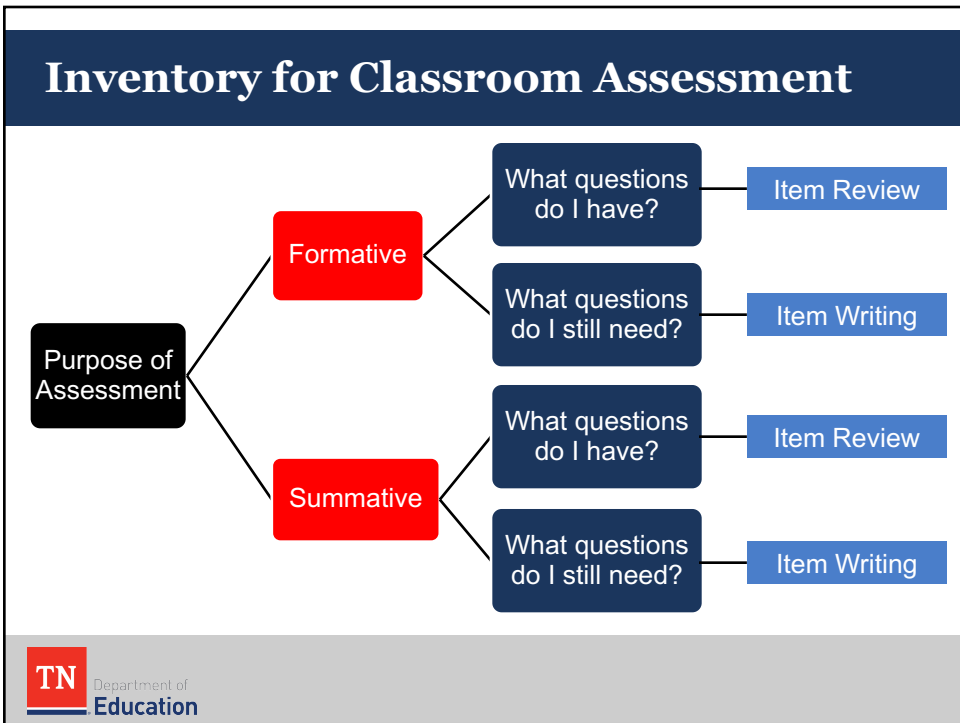 Inventory for Classroom Assessment
Purpose of
Assessment
Formative
What questions
do I have?
Item Review
What questions
do I still need?
Item Writing
Summative
What questions
do I have?
Item Review
What questions
do I still need?
Item Writing
TN
Department of
Education